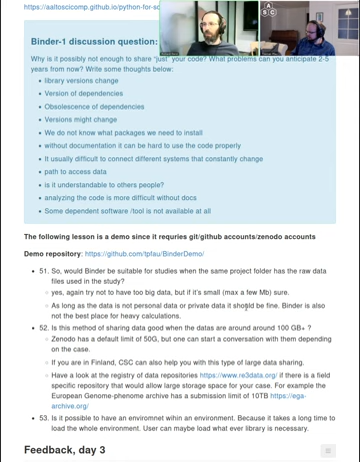 https://aaltoscicomp.github.io/python-for-sc
Binder-1 discussion question:
Why is it possibly not enough to share "just" your code? What problems can you anticipate 2-5
years from now? Write some thoughts below:
library versions change
Version of dependencies
Obsolescence of dependencies
Versions might change
We do not know what packages we need to install
without documentation it can be hard to use the code properly
It usually difficult to connect different systems that constantly change
path to access data
is it understandable to others people?
analyzing the code is more difficult without docs
Some dependent software /tool is not available at all
The following lesson is a demo since it requries git/github accounts/zenodo accounts
Demo repository: https://github.com/tpfau/BinderDemo/
51. So, would Binder be suitable for studies when the same project folder has the raw data
files used in the study?
yes, again try not to have too big data, but if it's small (max a few Mb) sure.
As long as the data is not personal data or private data it should be fine. Binder is also
not the best place for heavy calculations.
52. Is this method of sharing data good when the datas are around around 100 GB+ ?
Zenodo has a default limit of 50G, but one can start a conversation with them depending
on the case.
If you are in Finland, CSC can also help you with this type of large data sharing.
Have a look at the registry of data repositories https://www.re3data.org/ if there is a field
specific repository that would allow large storage space for your case. For example the
European Genome-phenome archive has a submission limit of 10TB https://ega-
archive.org/
53. Is it possible to have an enviromnet wihin an environment. Because it takes a long time to
load the whole environment. User can maybe load what ever library is necessary.
Feedback, day 3